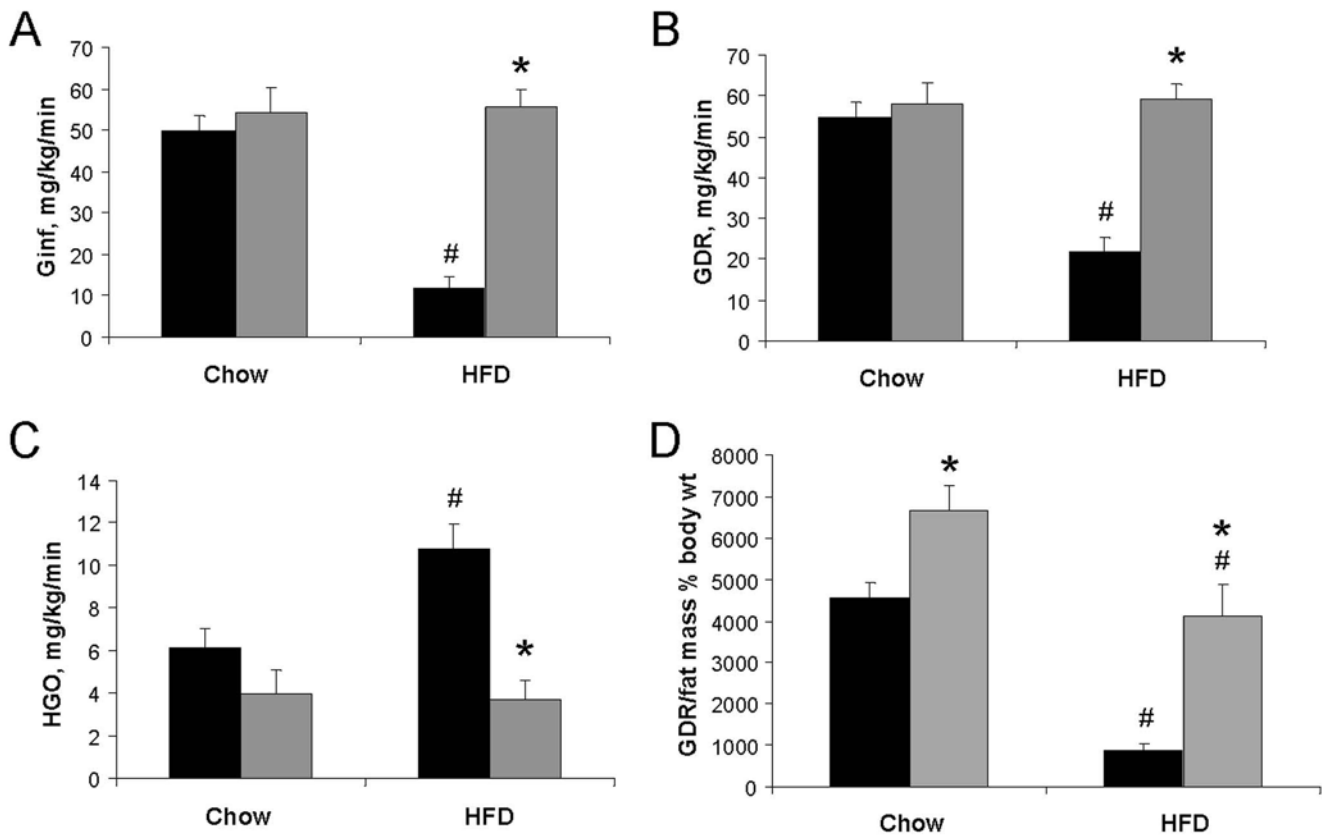 A
Ginf, mg/kg/min
70
60
50
40
30
20
10
0
#
*
Chow
HFD
B
GDR, mg/kg/min
70
60
50
40
30
20
10
0
#
*
Chow
HFD
C
HGO, mg/kg/min
14
12
10
8
6
4
2
0
#
*
Chow
HFD
D
GDR/fat mass % body wt
8000
7000
6000
5000
4000
3000
2000
1000
0
*
#
*
#
Chow
HFD